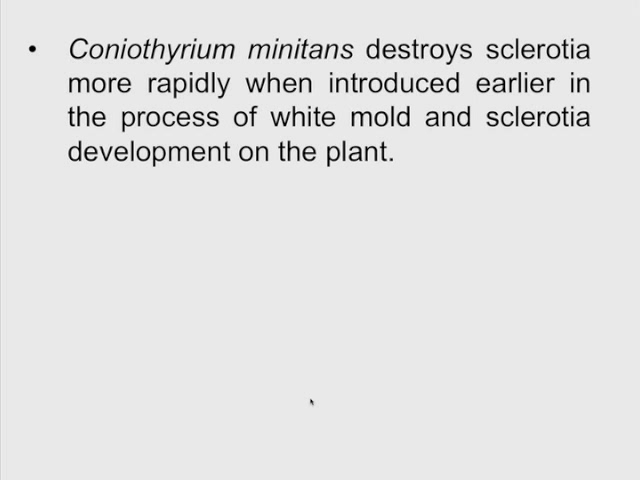 • Coniothyrium minitans destroys sclerotia
more rapidly when introduced earlier in
the process of white mold and sclerotia
development on the plant.